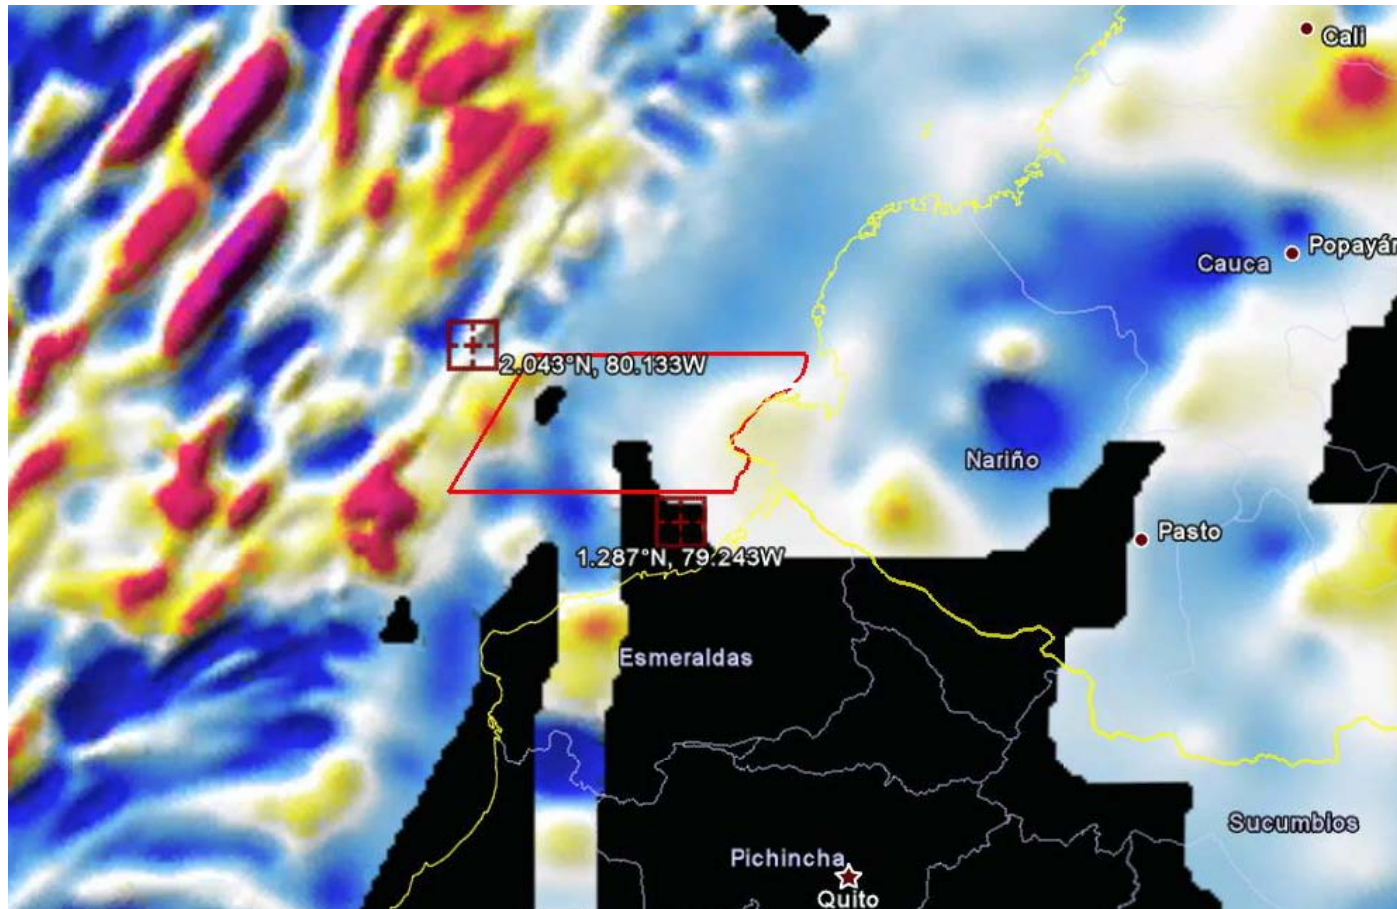 Cali
Popayán
Cauca
2.043°N, 80.133W
Nariño
Pasto
1.287°N, 79.243W
Esmeraldas
Sucumbios
Pichincha
Quito